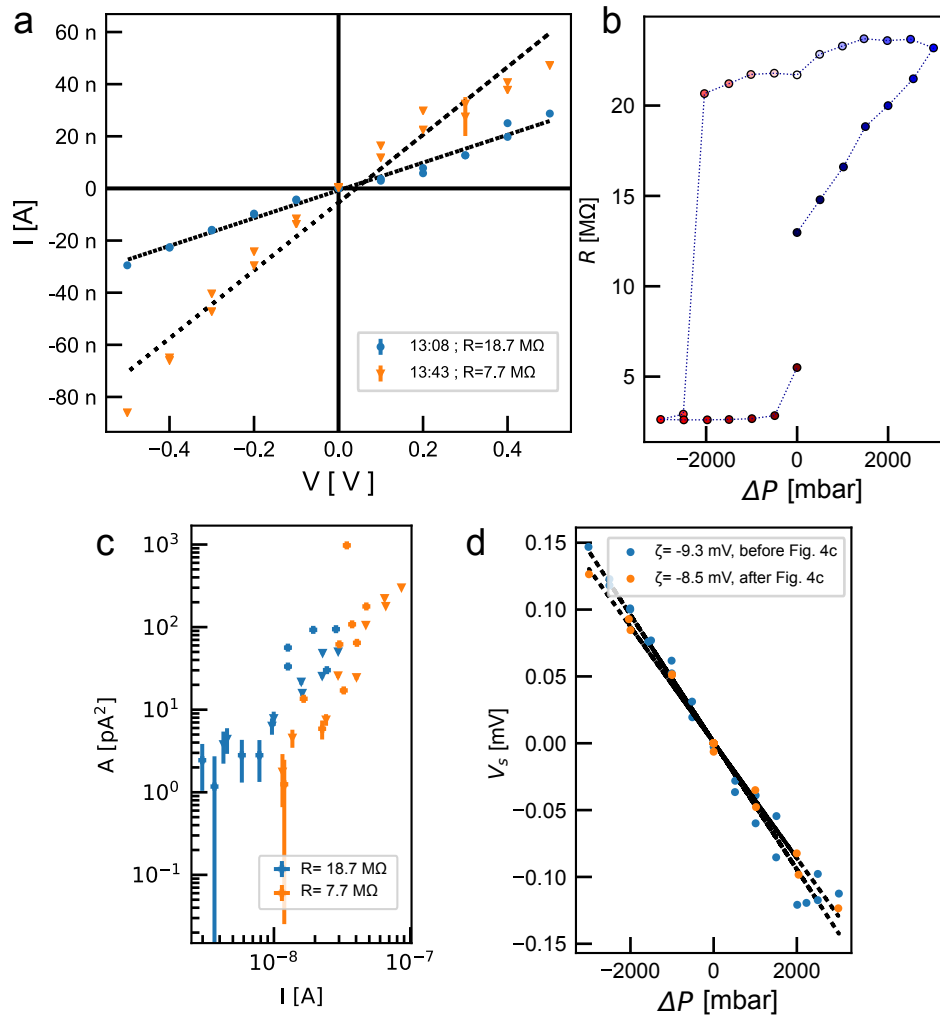 a
I [A]
60 n
40 n
20 n
0
-20 n
-40 n
-60 n
-80 n
−0.4
−0.2
0.0
0.2
0.4
V [ V]
13:08 ; R=18.7 MΩ
13:43 ; R=7.7 MΩ
b
R [MΩ]
20
15
10
5
−2000
0
2000
ΔP [mbar]
c
A [pA²]
10³
10²
10¹
10⁰
10⁻¹
10⁻⁸
10⁻⁷
I [A]
R= 18.7 MΩ
R= 7.7 MΩ
d
Vₛ [mV]
0.15
0.10
0.05
0.00
−0.05
−0.10
−0.15
−2000
0
2000
ΔP [mbar]
ζ= -9.3 mV, before Fig. 4c
ζ= -8.5 mV, after Fig. 4c